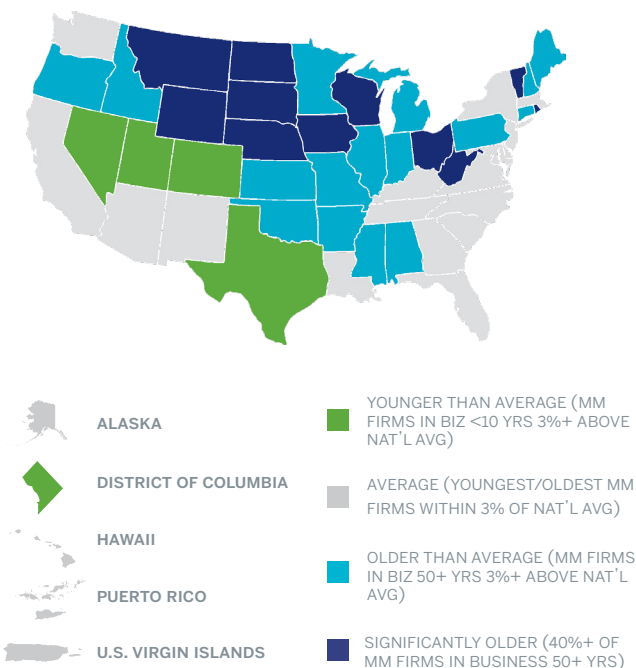 ALASKA
DISTRICT OF COLUMBIA
HAWAII
PUERTO RICO
U.S. VIRGIN ISLANDS
YOUNGER THAN AVERAGE (MM
FIRMS IN BIZ <10 YRS 3%+ ABOVE
NAT'L AVG)
AVERAGE (YOUNGEST/OLDEST MM
FIRMS WITHIN 3% OF NAT'L AVG)
OLDER THAN AVERAGE (MM FIRMS
IN BIZ 50+ YRS 3%+ ABOVE NAT'L
AVG)
SIGNIFICANTLY OLDER (40%+ OF
MM FIRMS IN BUSINESS 50+ YRS)